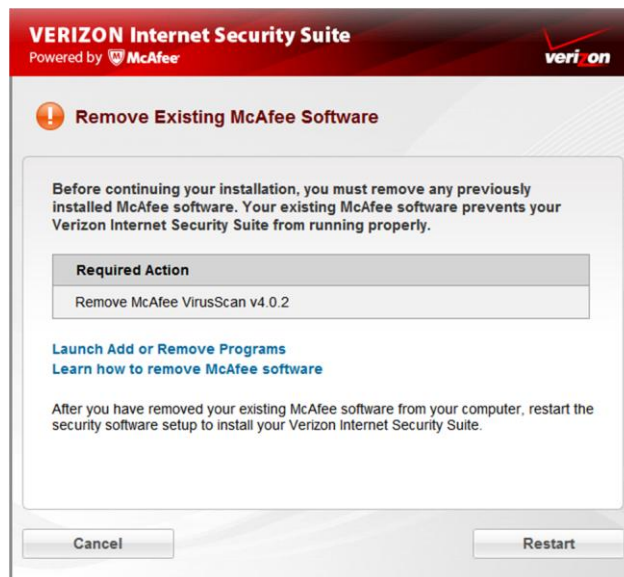 VERIZON Internet Security Suite
Powered by McAfee
verizon
Remove Existing McAfee Software
Before continuing your installation, you must remove any previously
installed McAfee software. Your existing McAfee software prevents your
Verizon Internet Security Suite from running properly.
Required Action
Remove McAfee VirusScan v4.0.2
Launch Add or Remove Programs
Learn how to remove McAfee software
After you have removed your existing McAfee software from your computer, restart the
security software setup to install your Verizon Internet Security Suite.
Cancel
Restart